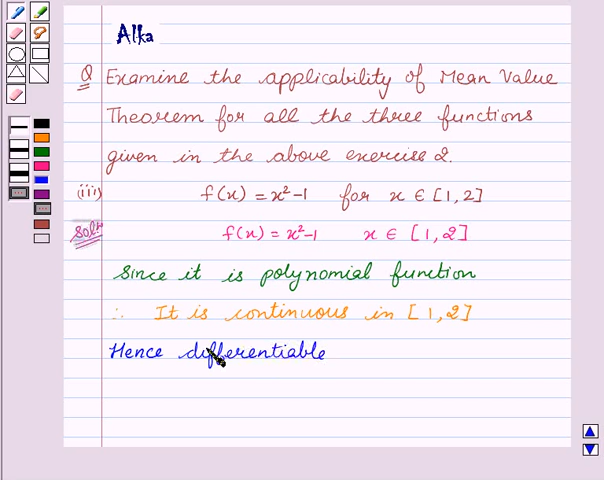 Alka
Q Examine the applicability of Mean Value
Theorem for all the three functions
given in the above exercise 2.
(iii) f(x) = x²-1 for x ∈ [1, 2]
Solⁿ f(x) = x²-1 x ∈ [1, 2]
Since it is polynomial function
∴ It is continuous in [1, 2]
Hence differentiable